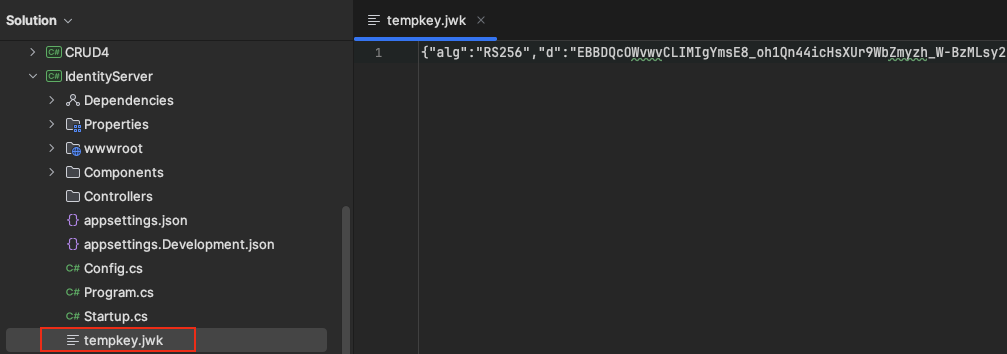 Solution
tempkey.jwk
C# CRUD4
C# IdentityServer
Dependencies
Properties
wwwroot
Components
Controllers
{} appsettings.json
{} appsettings.Development.json
C# Config.cs
C# Program.cs
C# Startup.cs
tempkey.jwk
1
{"alg":"RS256","d":"EBBDQcOWvwvCLIMIgYmsE8_oh1Qn44icHsXUr9WbZmyzh_W-BzMLsy2